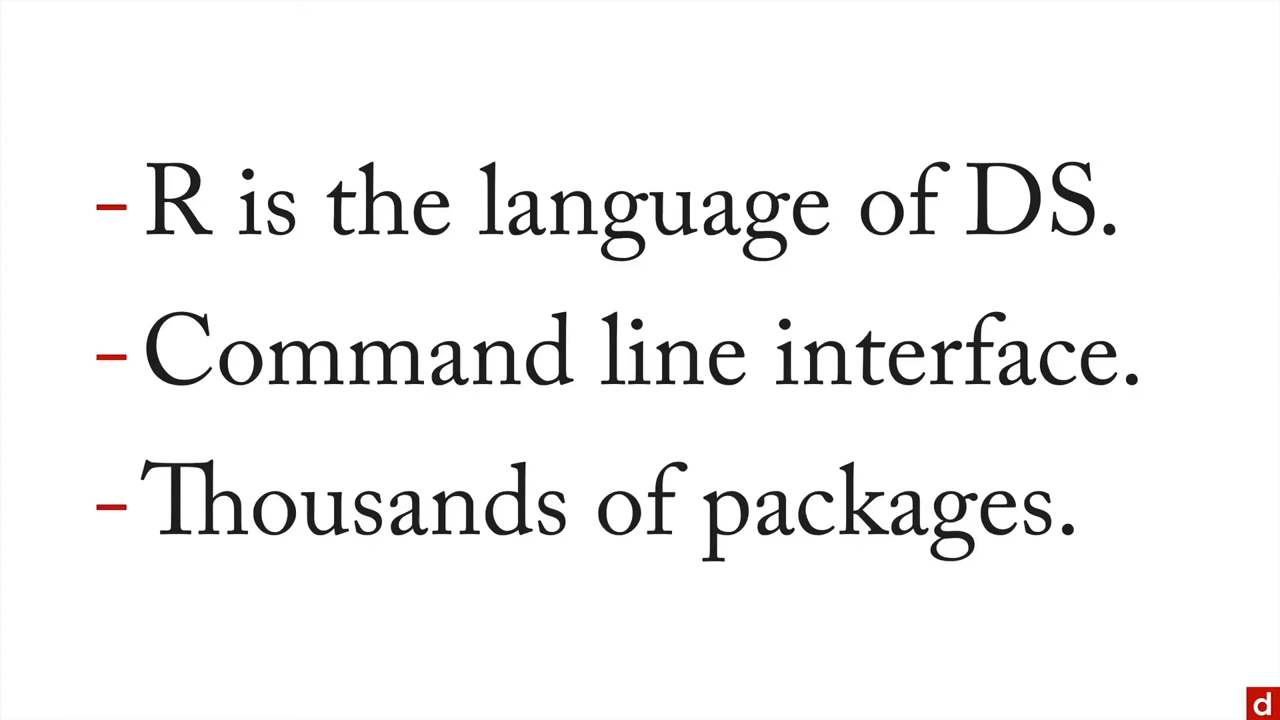 - R is the language of DS.
- Command line interface.
- Thousands of packages.
d